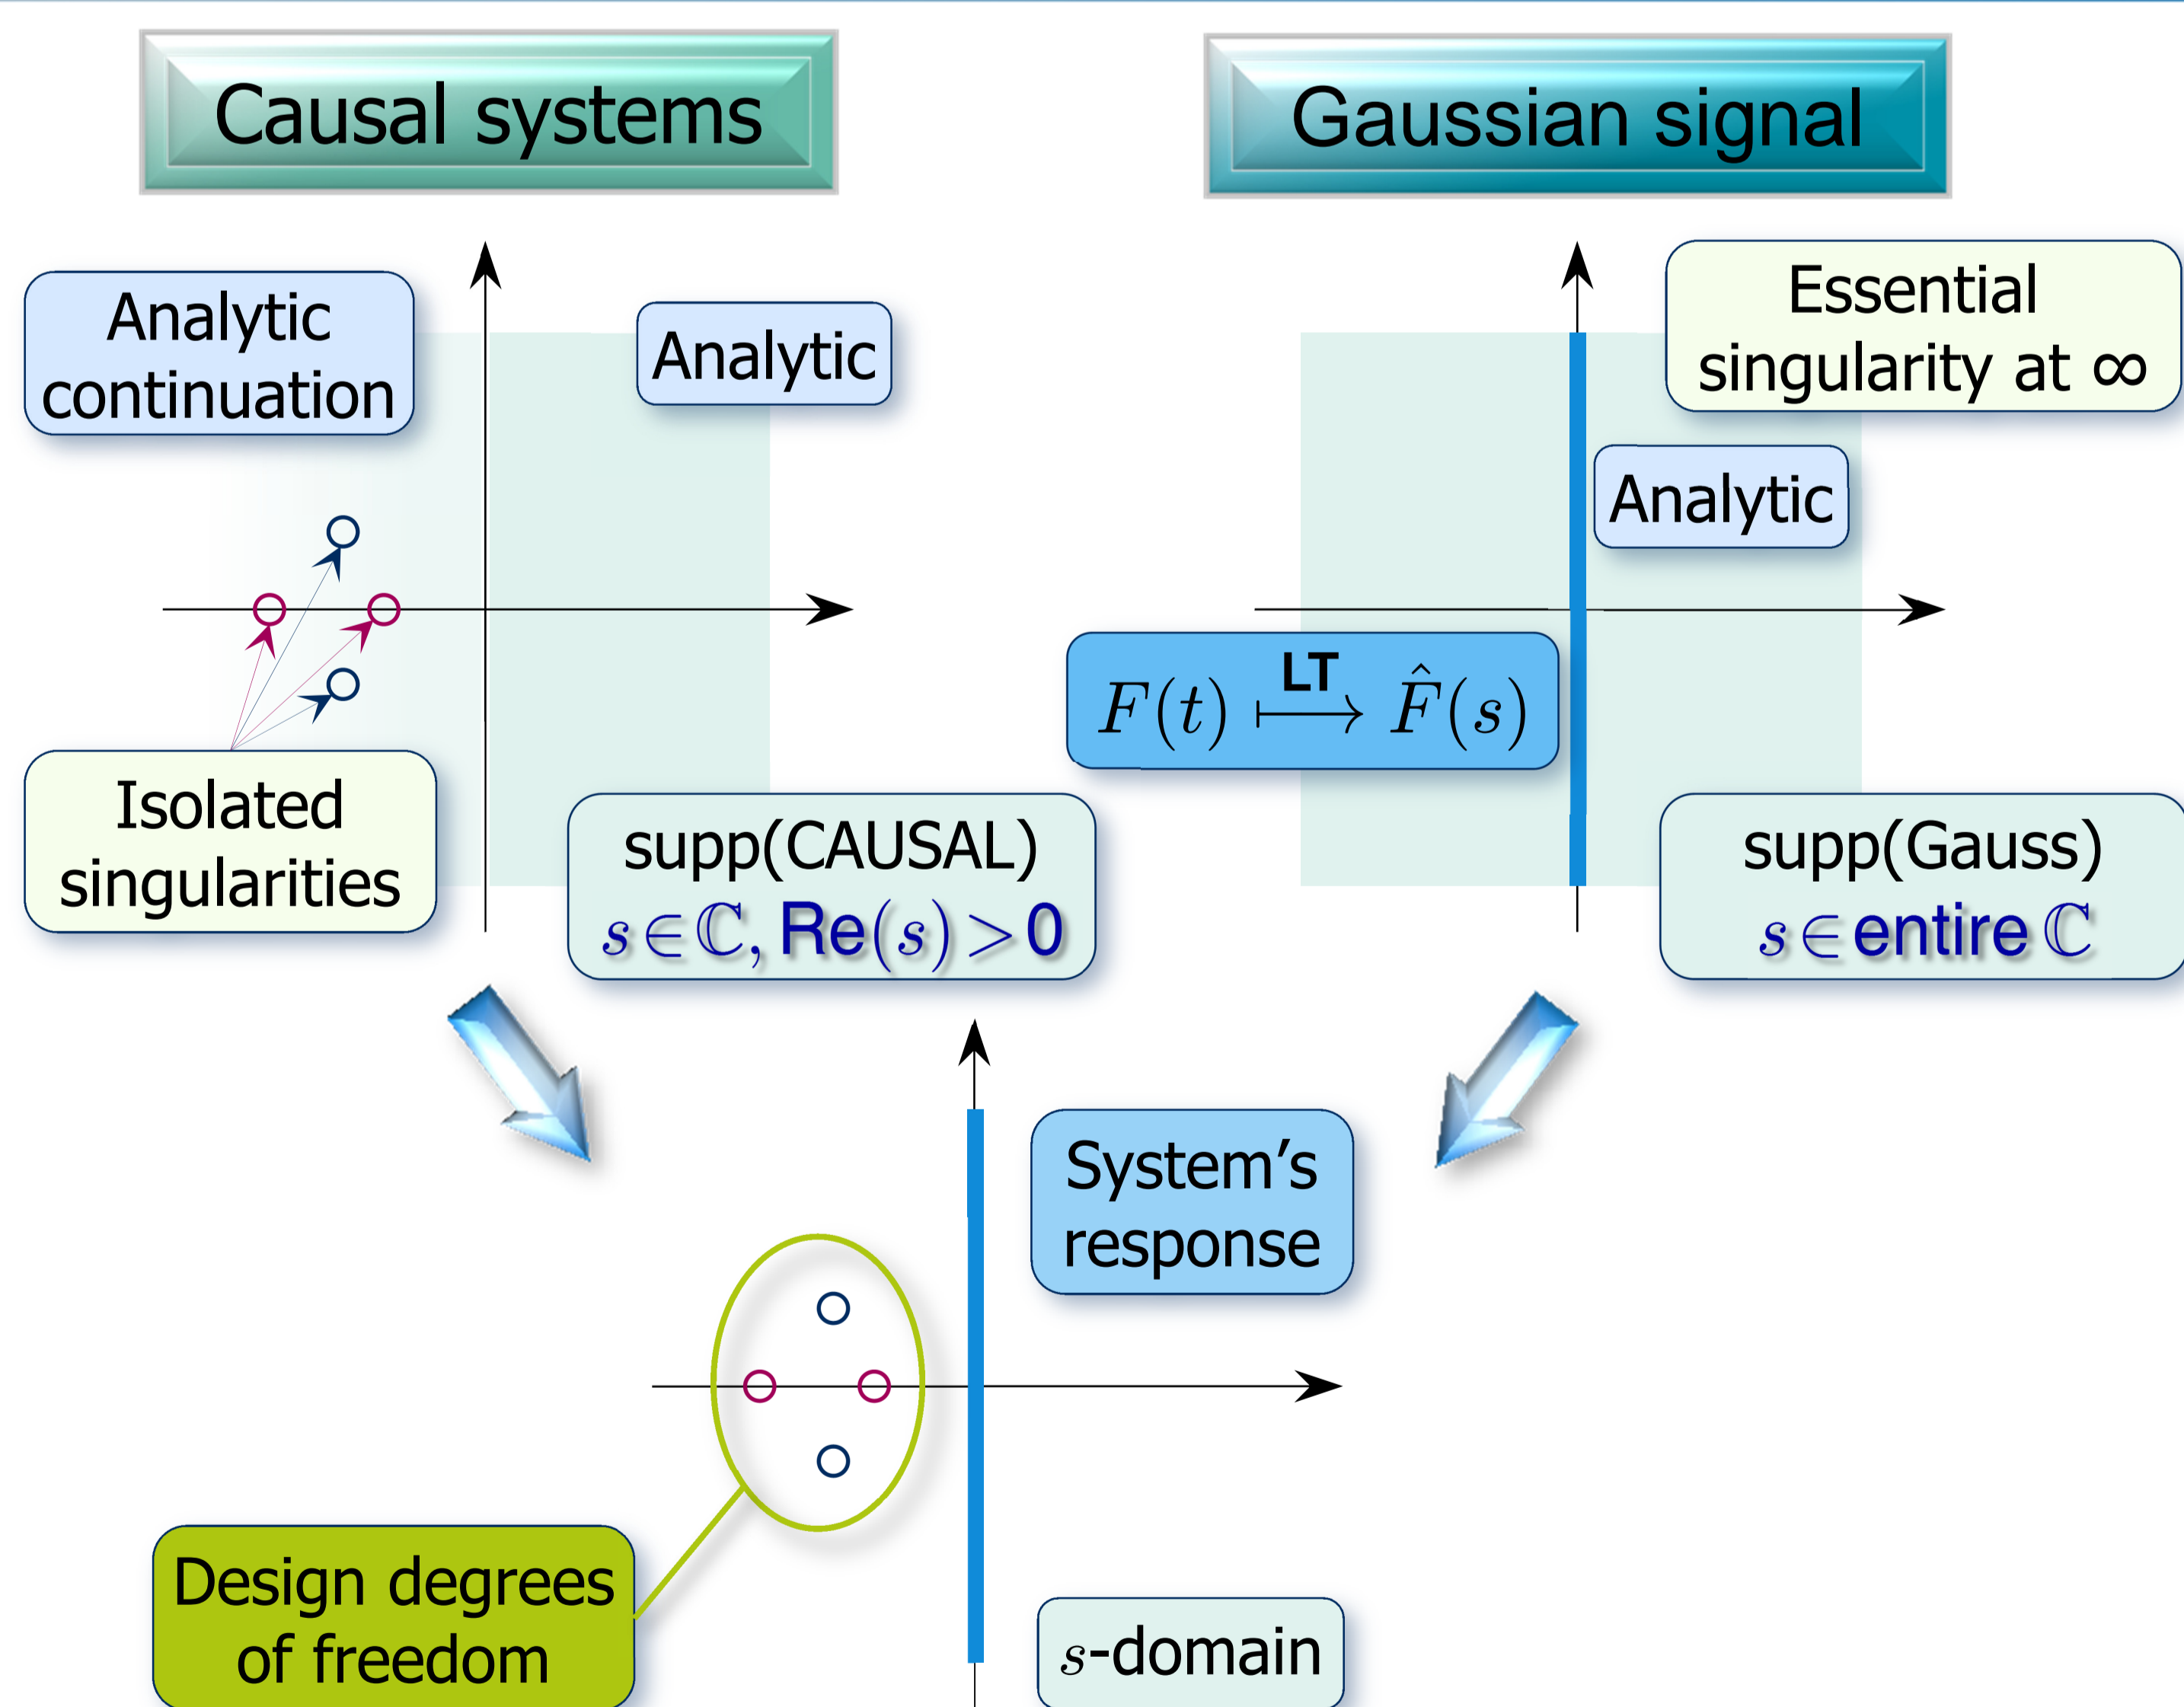 Causal systems
Gaussian signal
Analytic
continuation
Analytic
Essential
singularity at ∞
Analytic
F(t) ⟼ F̂(s)
LT
Isolated
singularities
supp(CAUSAL)
s∈ℂ, Re(s)>0
supp(Gauss)
s∈entire ℂ
System’s
response
Design degrees
of freedom
s-domain